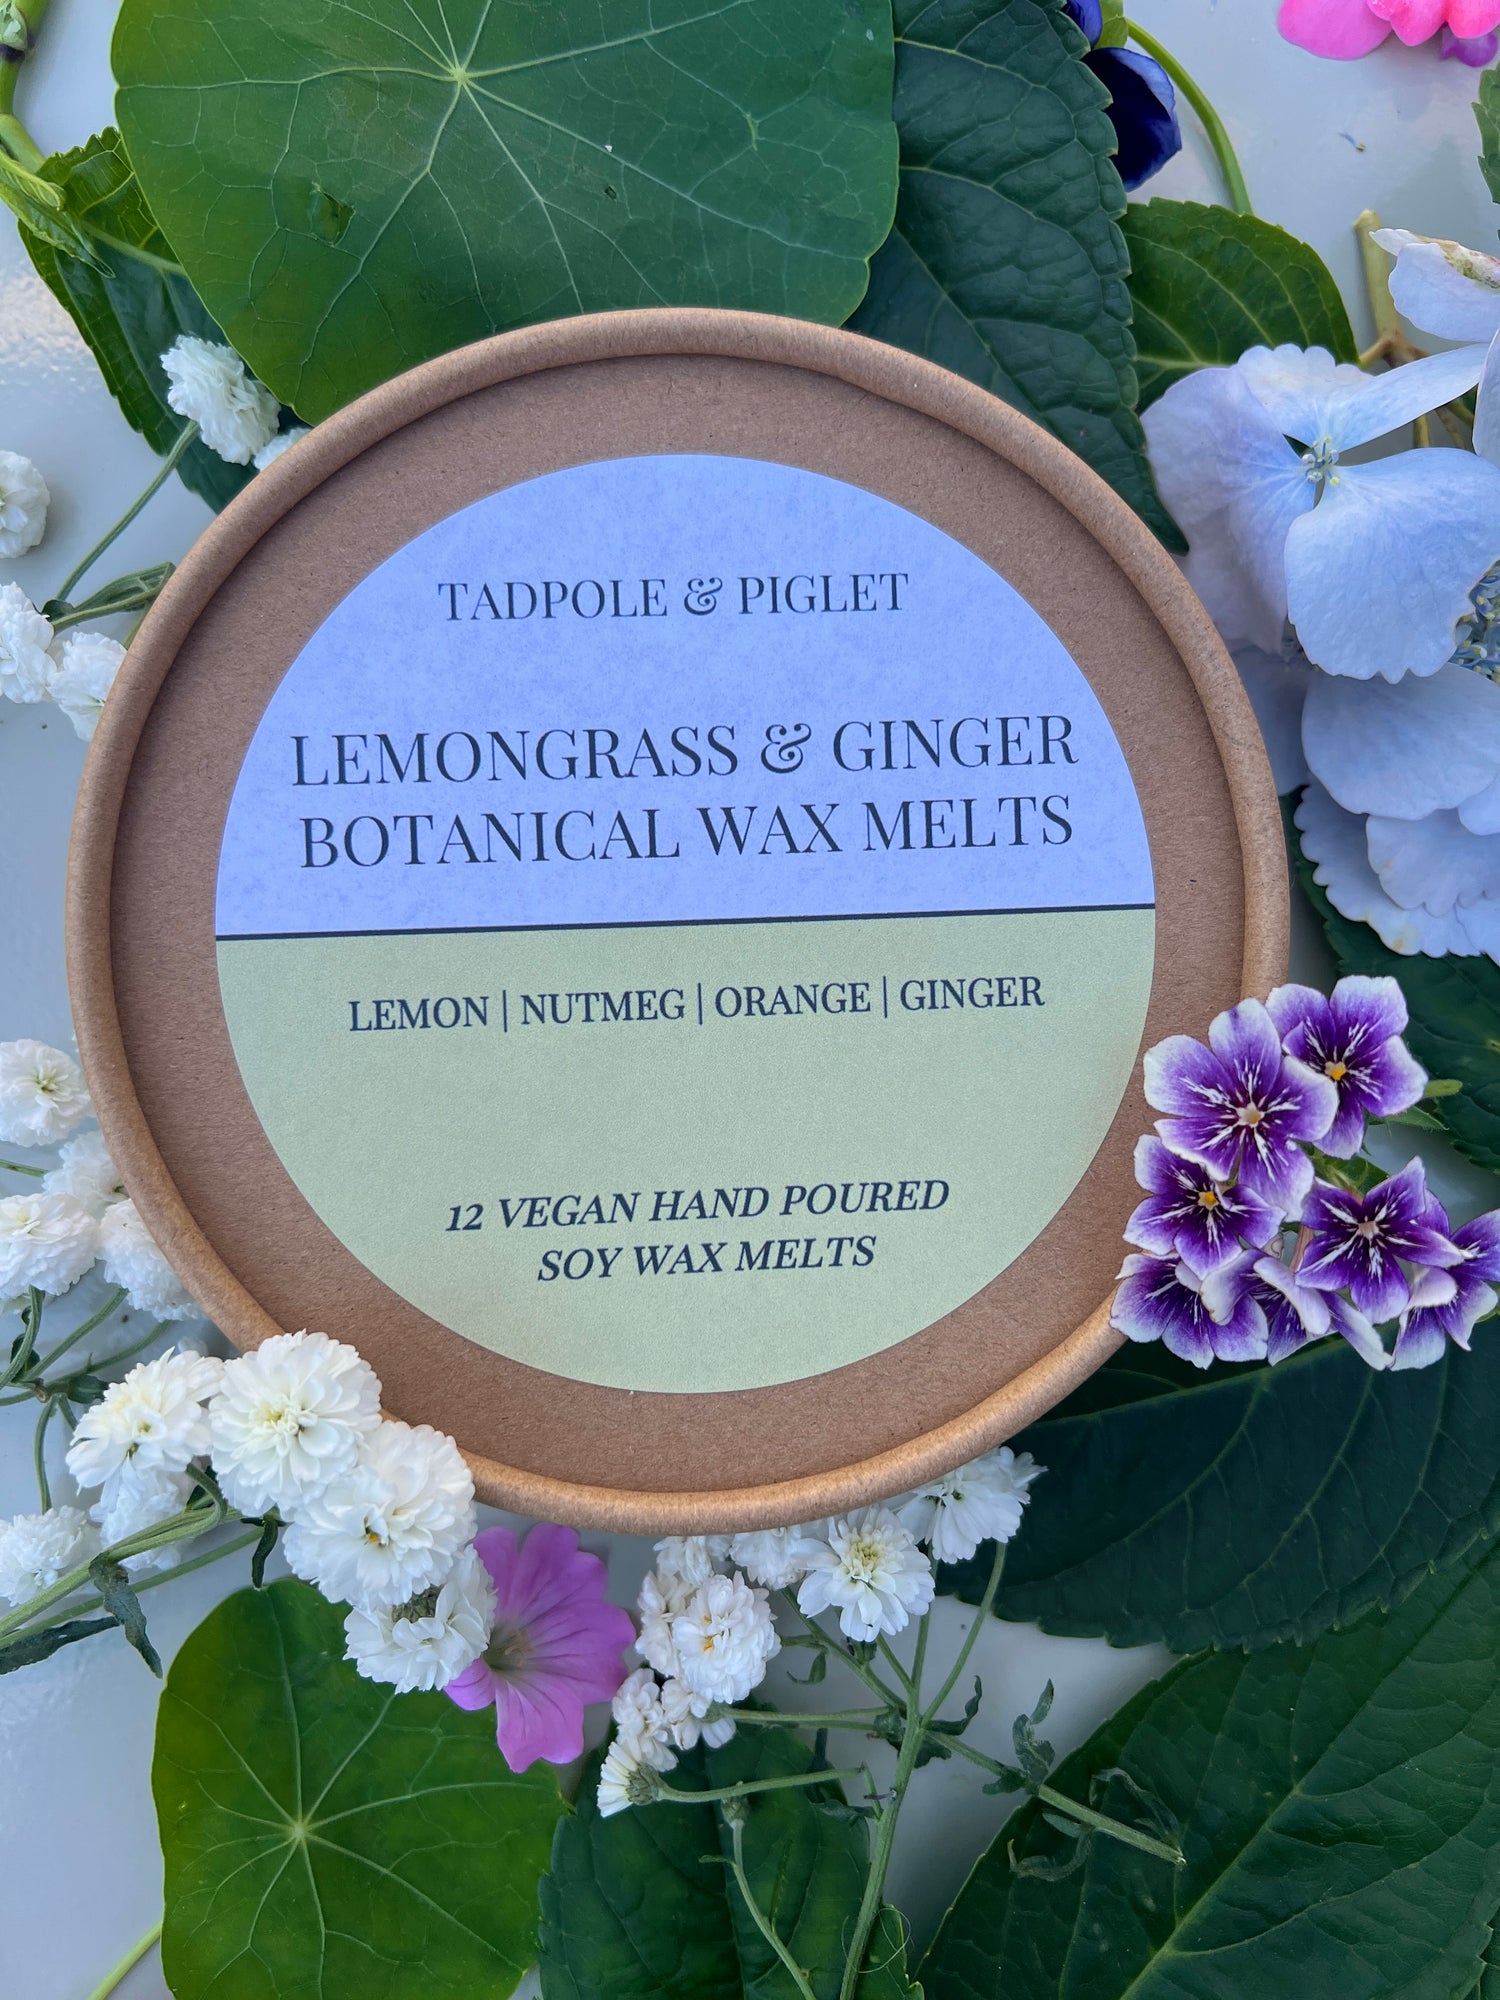 TADPOLE & PIGLET
LEMONGRASS & GINGER
BOTANICAL WAX MELTS
LEMON | NUTMEG | ORANGE | GINGER
12 VEGAN HAND POURED
SOY WAX MELTS